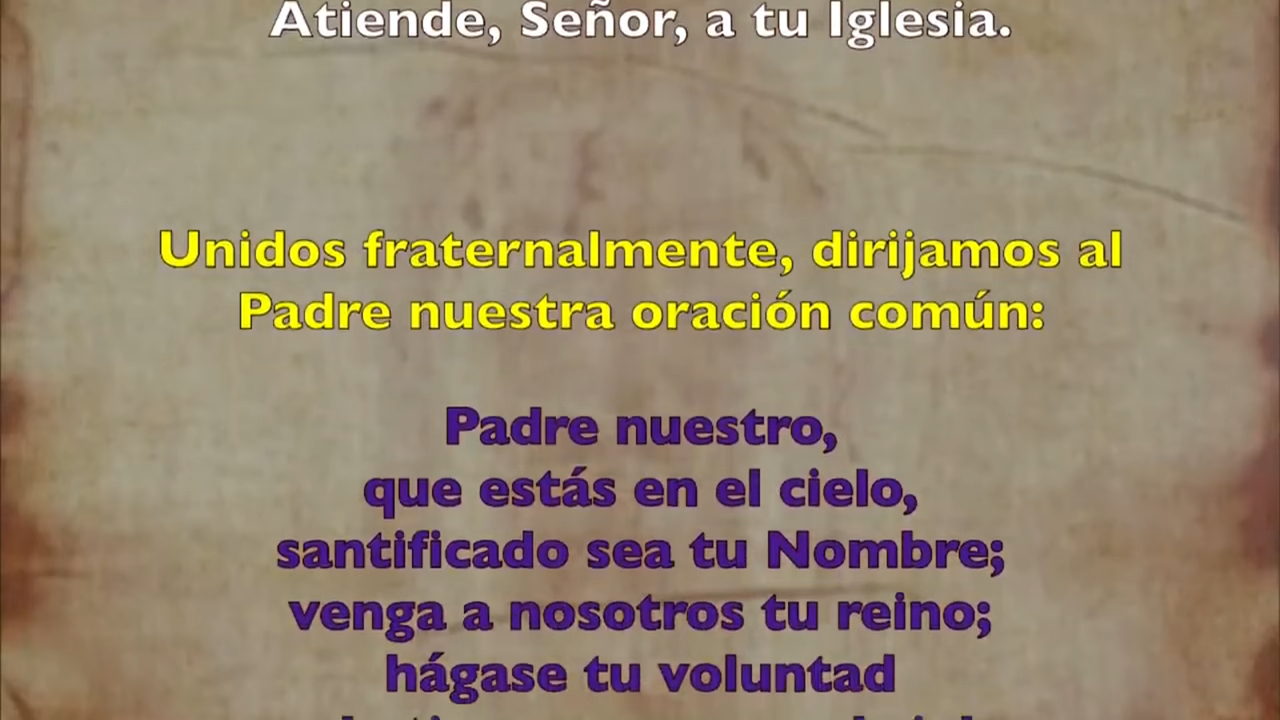 Atiende, Señor, a tu Iglesia.
Unidos fraternalmente, dirijamos al
Padre nuestra oración común:
Padre nuestro,
que estás en el cielo,
santificado sea tu Nombre;
venga a nosotros tu reino;
hágase tu voluntad